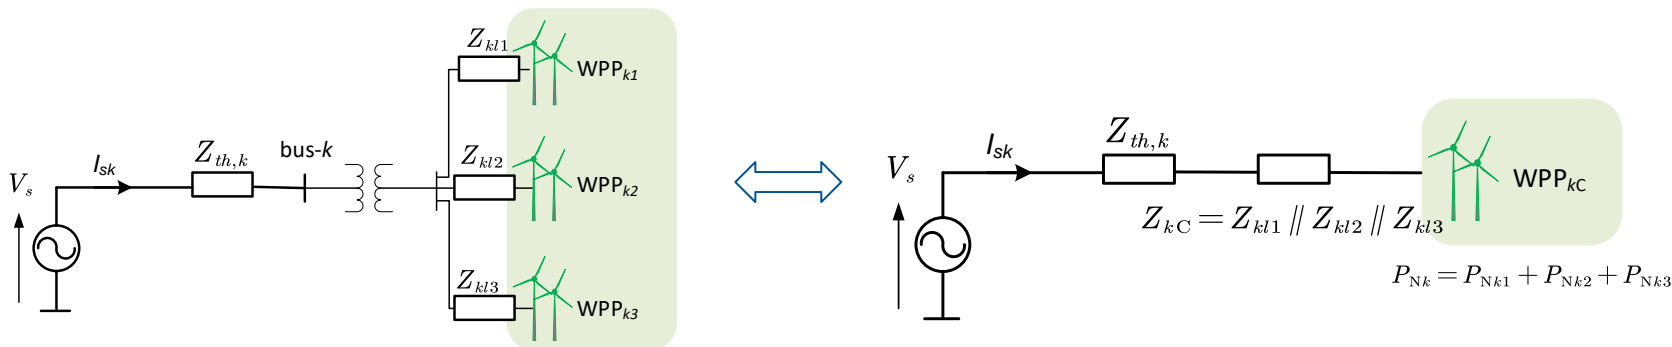 Z_{kl1}
WPP_{k1}
Z_{th,k}
bus-k
I_{sk}
V_s
Z_{kl2}
WPP_{k2}
Z_{kl3}
WPP_{k3}
Z_{th,k}
I_{sk}
V_s
WPP_{kC}
Z_{kC} = Z_{kl1} // Z_{kl2} // Z_{kl3}
P_{Nk} = P_{Nk1} + P_{Nk2} + P_{Nk3}